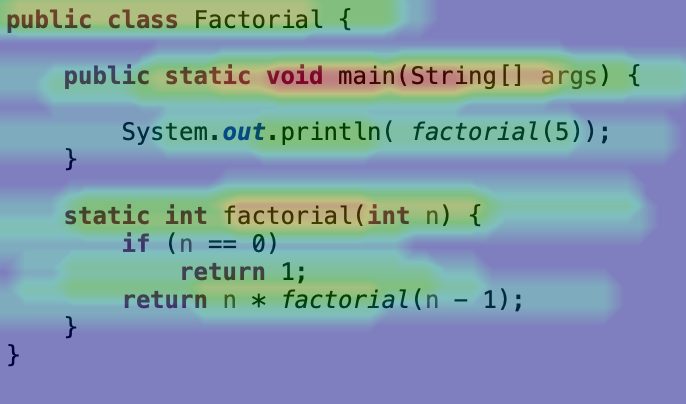 public class Factorial {
public static void main(String[] args) {
System.out.println( factorial(5));
}
static int factorial(int n) {
if (n == 0)
return 1;
return n * factorial(n - 1);
}
}